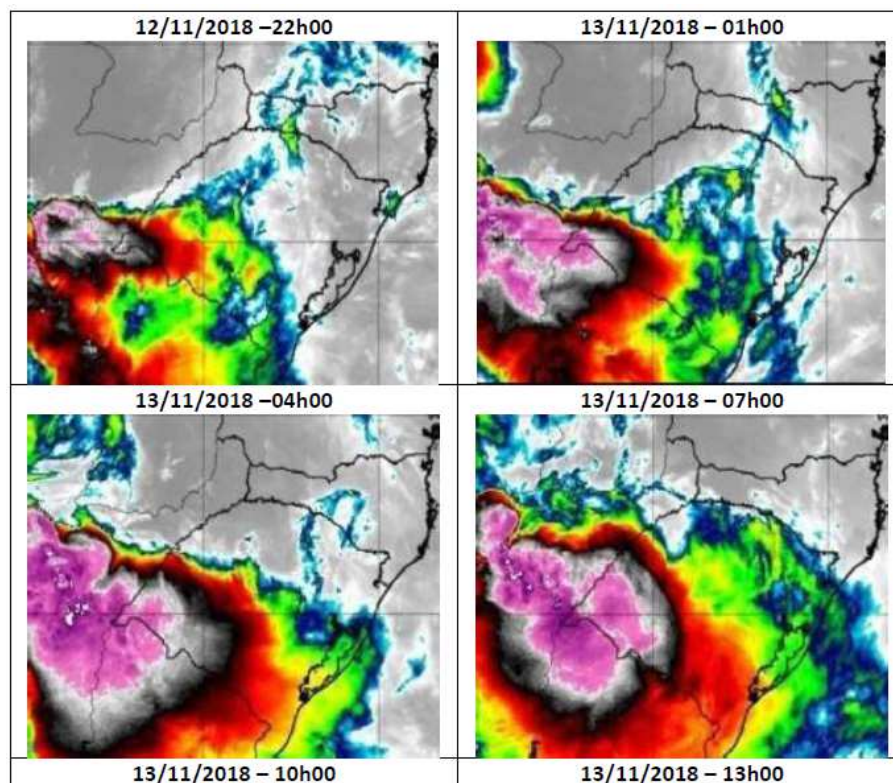 12/11/2018 –22h00
13/11/2018 – 01h00
13/11/2018 –04h00
13/11/2018 – 07h00
13/11/2018 – 10h00
13/11/2018 – 13h00